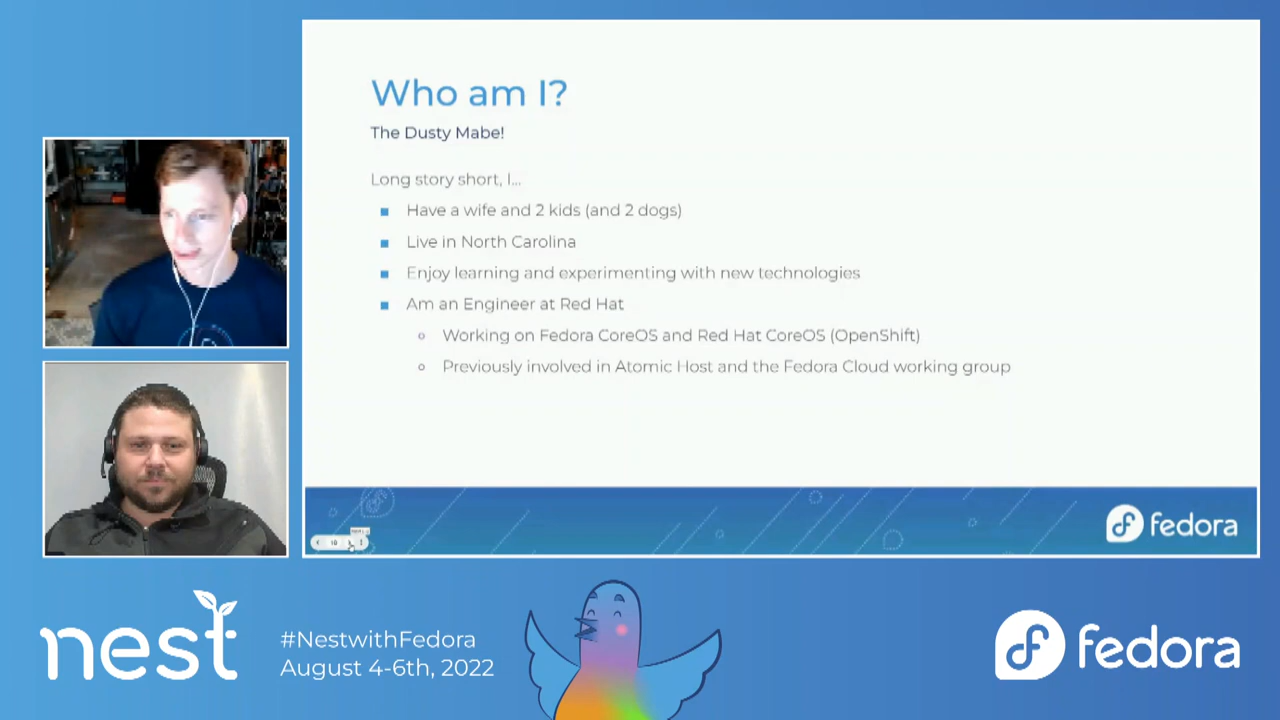 Who am I?
The Dusty Mabe!
Long story short, I...
Have a wife and 2 kids (and 2 dogs)
Live in North Carolina
Enjoy learning and experimenting with new technologies
Am an Engineer at Red Hat
Working on Fedora CoreOS and Red Hat CoreOS (OpenShift)
Previously involved in Atomic Host and the Fedora Cloud working group
fedora
nest
#NestwithFedora
August 4-6th, 2022
fedora